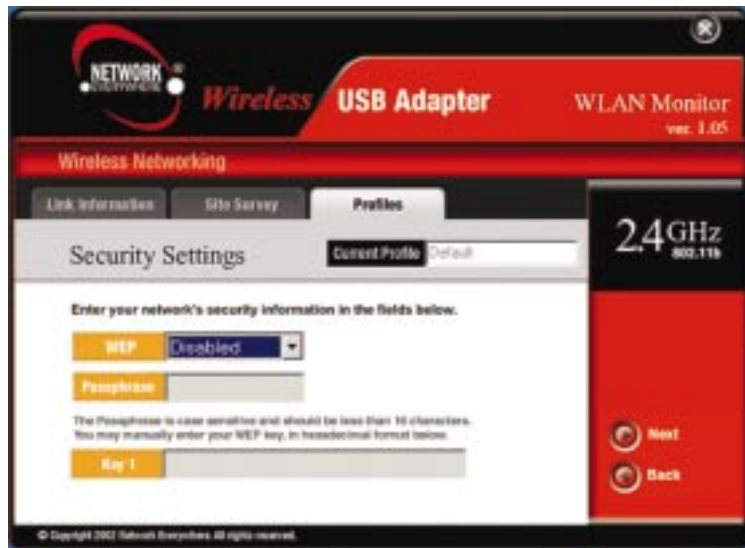 NETWORK
EVERYWHERE
Wireless USB Adapter
WLAN Monitor
ver. 1.05
Wireless Networking
Link Information
Site Survey
Profiles
2.4GHz
802.11b
Security Settings
Current Profile Default
Enter your network's security information in the fields below.
WEP Disabled
Passphrase
The Passphrase is case sensitive and should be less than 16 characters.
You may manually enter your WEP key, in hexadecimal format below.
Key 1
Next
Back
© Copyright 2002 Network Everywhere. All rights reserved.